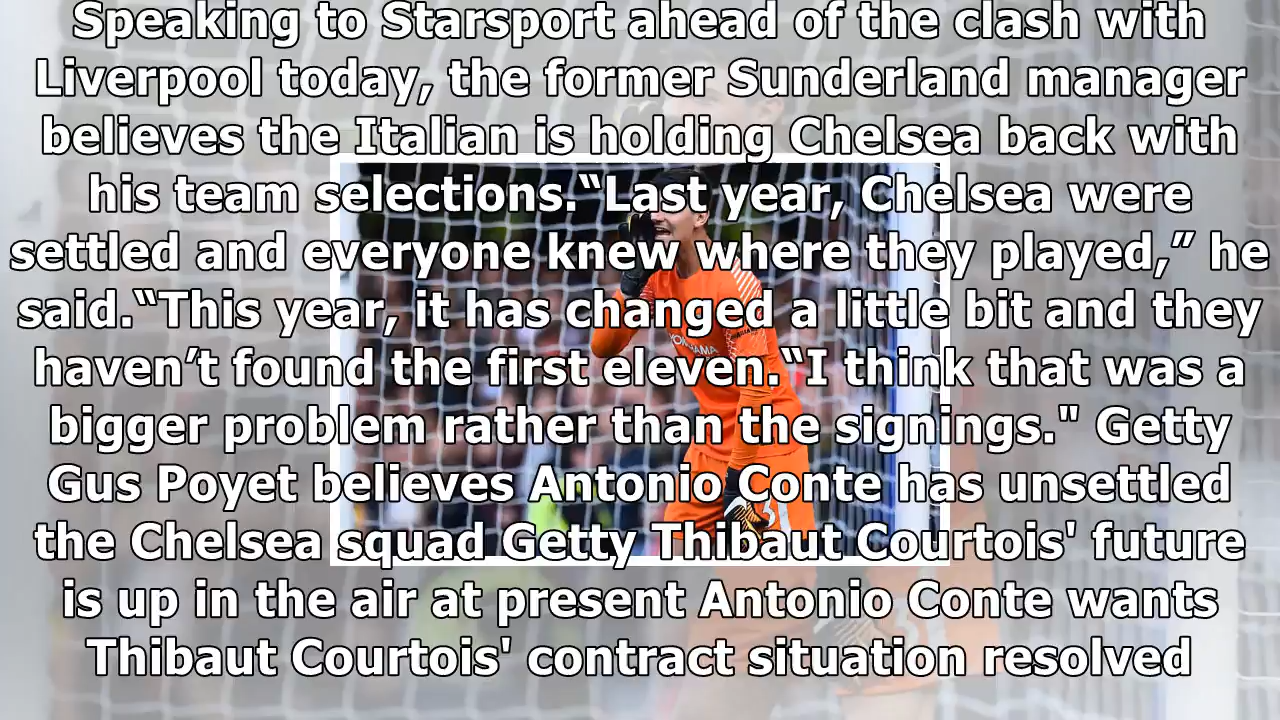 Speaking to Starsport ahead of the clash with
Liverpool today, the former Sunderland manager
believes the Italian is holding Chelsea back with
his team selections.“Last year, Chelsea were
settled and everyone knew where they played,” he
said.“This year, it has changed a little bit and they
haven’t found the first eleven.“I think that was a
bigger problem rather than the signings." Getty
Gus Poyet believes Antonio Conte has unsettled
the Chelsea squad Getty Thibaut Courtois' future
is up in the air at present Antonio Conte wants
Thibaut Courtois' contract situation resolved
YOKOHAMA
31